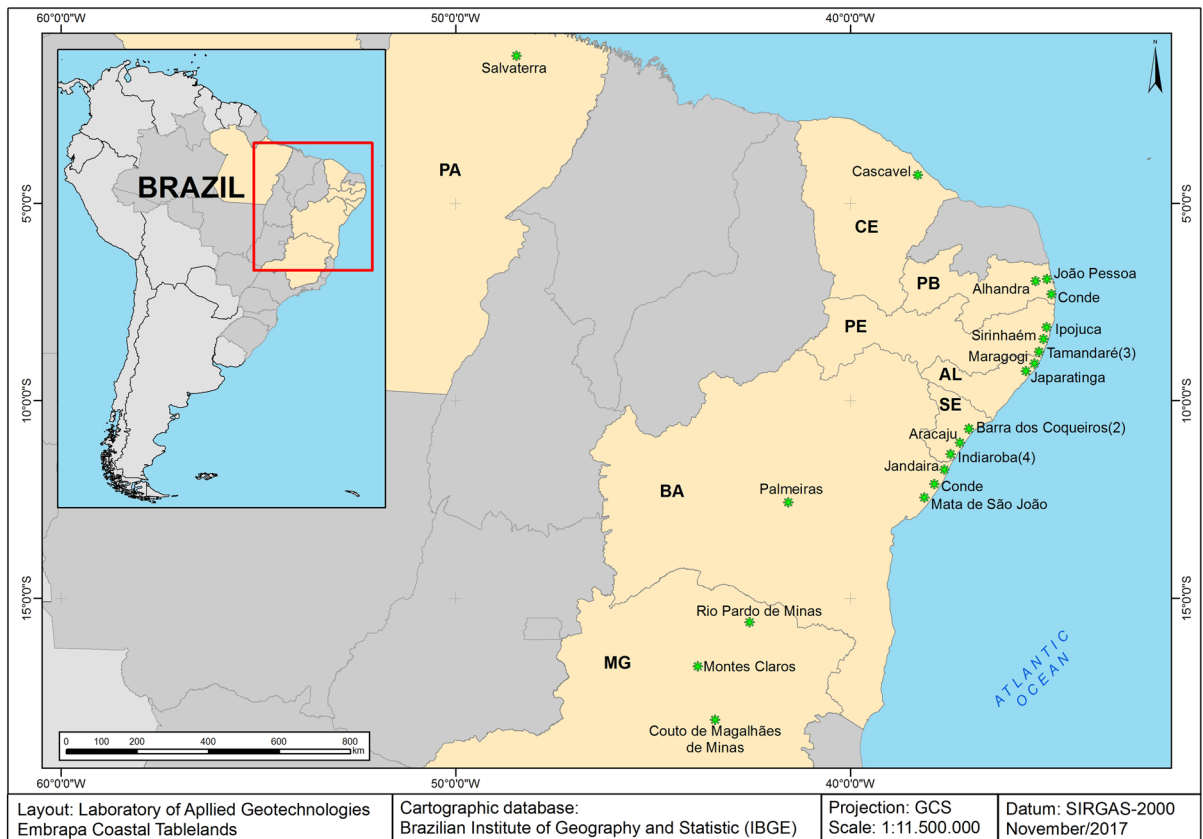 60°0'0"W
50°0'0"W
40°0'0"W
N
Salvaterra
BRAZIL
PA
Cascavel
5°0'0"S
5°0'0"S
CE
João Pessoa
PB
Alhandra
Conde
PE
Ipojuca
Sirinhaém
Tamandaré(3)
Maragogi
AL
Japaratinga
10°0'0"S
10°0'0"S
SE
Barra dos Coqueiros(2)
Aracaju
Indiaroba(4)
Jandaira
BA
Palmeiras
Conde
Mata de São João
15°0'0"S
15°0'0"S
Rio Pardo de Minas
MG
Montes Claros
ATLANTIC
OCEAN
Couto de Magalhães
de Minas
0 100 200 400 600 800
km
60°0'0"W
50°0'0"W
40°0'0"W
Layout: Laboratory of Apllied Geotechnologies
Embrapa Coastal Tablelands
Cartographic database:
Brazilian Institute of Geography and Statistic (IBGE)
Projection: GCS
Scale: 1:11.500.000
Datum: SIRGAS-2000
November/2017